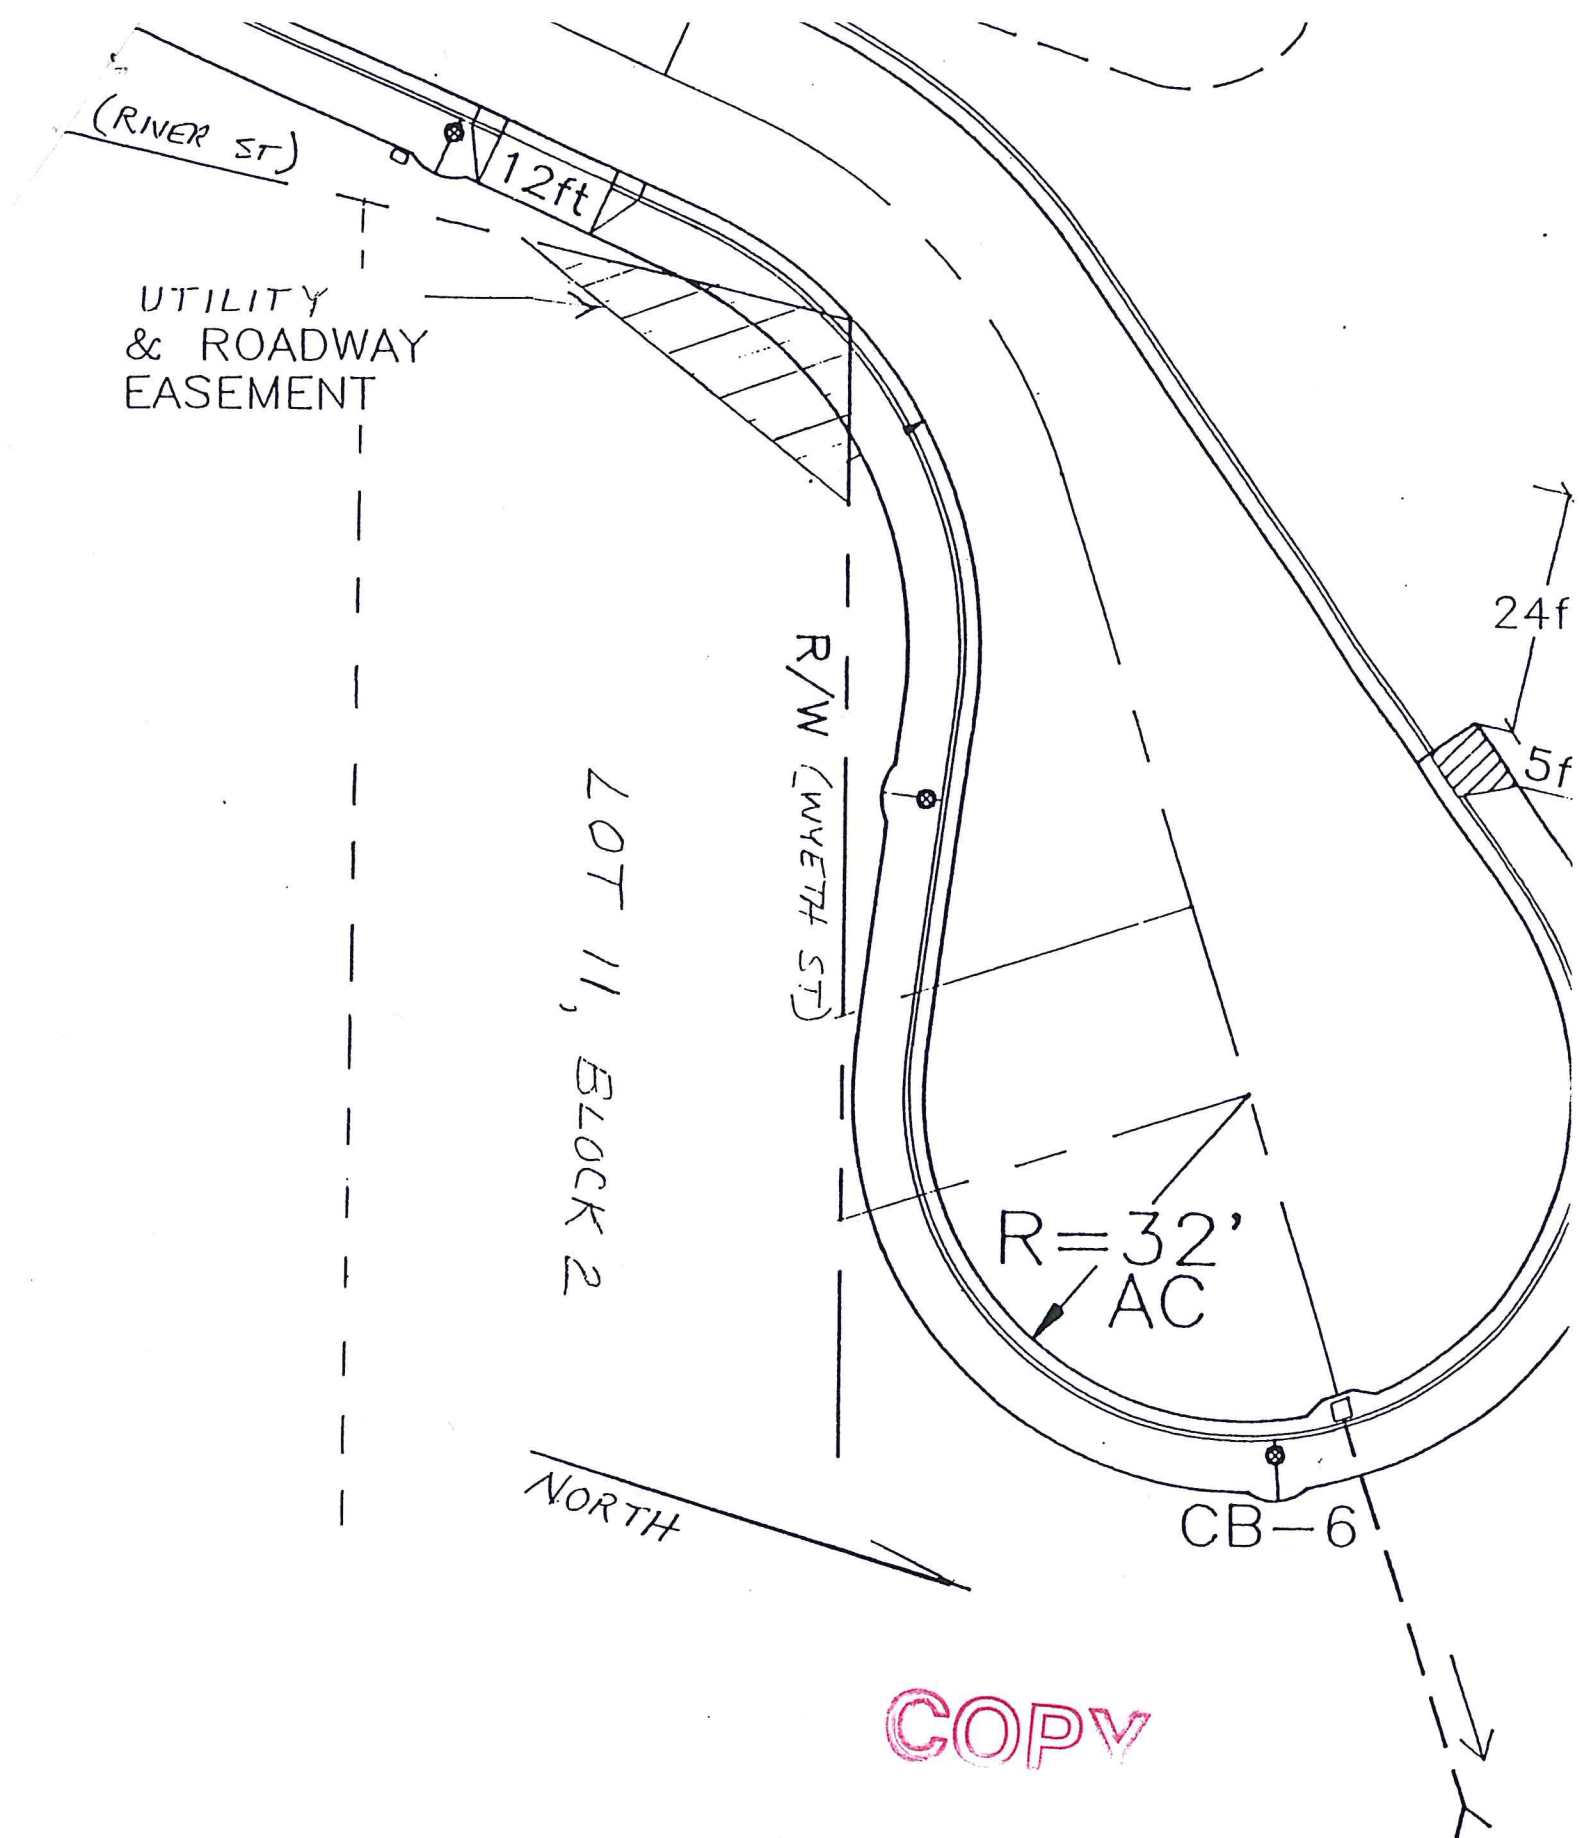 (RIVER ST)
12ft
UTILITY
& ROADWAY
EASEMENT
24f
R/W (WYETH ST)
5f
LOT 11, BLOCK 2
R=32'
AC
NORTH
CB-6
COPY